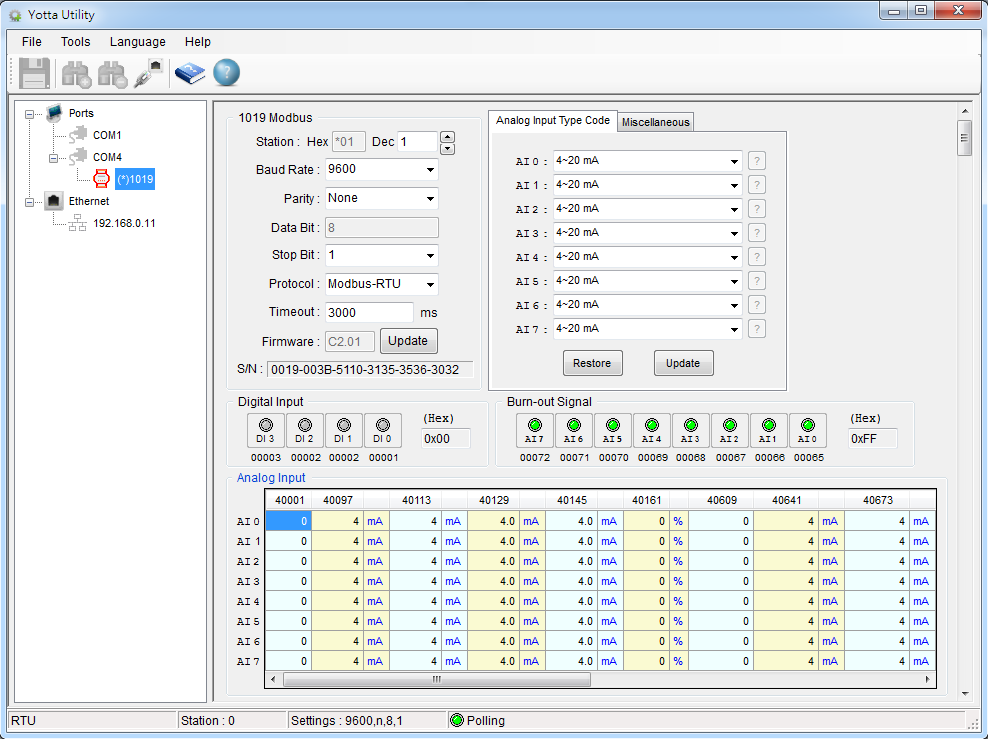 Yotta Utility
File Tools Language Help
Ports
COM1
COM4
(*)1019
Ethernet
192.168.0.11
1019 Modbus
Station : Hex *01 Dec 1
Baud Rate : 9600
Parity : None
Data Bit : 8
Stop Bit : 1
Protocol : Modbus-RTU
Timeout : 3000 ms
Firmware : C2.01 Update
S/N : 0019-003B-5110-3135-3536-3032
Analog Input Type Code Miscellaneous
AI 0 : 4~20 mA ?
AI 1 : 4~20 mA ?
AI 2 : 4~20 mA ?
AI 3 : 4~20 mA ?
AI 4 : 4~20 mA ?
AI 5 : 4~20 mA ?
AI 6 : 4~20 mA ?
AI 7 : 4~20 mA ?
Restore Update
Digital Input
(Hex)
DI 3 DI 2 DI 1 DI 0 0x00
00003 00002 00002 00001
Burn-out Signal
(Hex)
AI 7 AI 6 AI 5 AI 4 AI 3 AI 2 AI 1 AI 0 0xFF
00072 00071 00070 00069 00068 00067 00066 00065
Analog Input
40001 40097 40113 40129 40145 40161 40609 40641 40673
AI 0 0 4 mA 4 mA 4.0 mA 4.0 mA 0 % 0 4 mA 4 mA
AI 1 0 4 mA 4 mA 4.0 mA 4.0 mA 0 % 0 4 mA 4 mA
AI 2 0 4 mA 4 mA 4.0 mA 4.0 mA 0 % 0 4 mA 4 mA
AI 3 0 4 mA 4 mA 4.0 mA 4.0 mA 0 % 0 4 mA 4 mA
AI 4 0 4 mA 4 mA 4.0 mA 4.0 mA 0 % 0 4 mA 4 mA
AI 5 0 4 mA 4 mA 4.0 mA 4.0 mA 0 % 0 4 mA 4 mA
AI 6 0 4 mA 4 mA 4.0 mA 4.0 mA 0 % 0 4 mA 4 mA
AI 7 0 4 mA 4 mA 4.0 mA 4.0 mA 0 % 0 4 mA 4 mA
RTU Station : 0 Settings : 9600,n,8,1 Polling